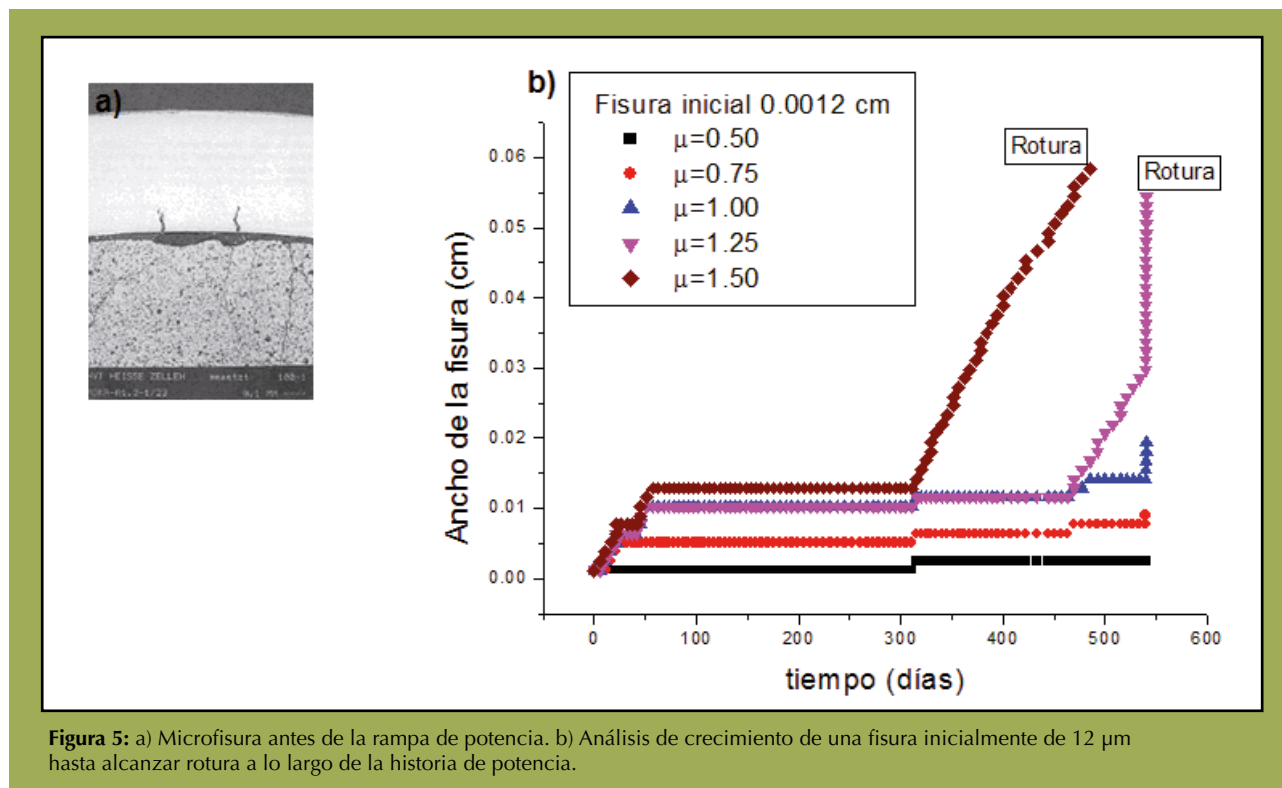 a)
100-1
b)
Fisura inicial 0.0012 cm
μ=0.50
μ=0.75
μ=1.00
μ=1.25
μ=1.50
Rotura
Rotura
Ancho de la fisura (cm)
0.06
0.05
0.04
0.03
0.02
0.01
0.00
0
100
200
300
400
500
600
tiempo (días)
Figura 5: a) Microfisura antes de la rampa de potencia. b) Análisis de crecimiento de una fisura inicialmente de 12 μm
hasta alcanzar rotura a lo largo de la historia de potencia.